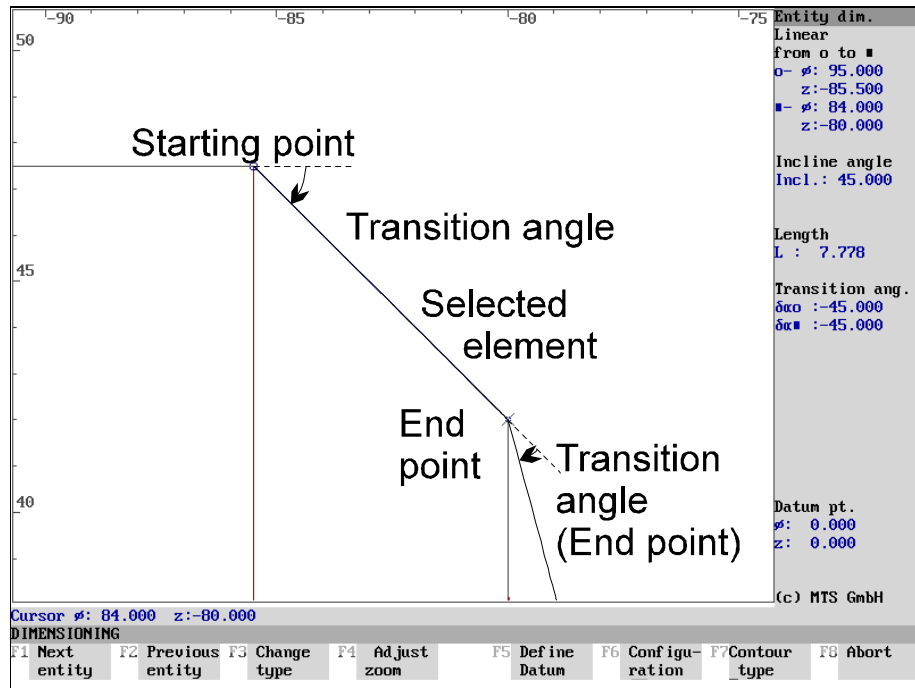 -90 -85 -80 -75
50
45
40
Starting point
Transition angle
Selected
element
End
point
Transition
angle
(End point)
Entity dim.
Linear
from o to ■
o- ø: 95.000
z:-85.500
■- ø: 84.000
z:-80.000
Incline angle
Incl.: 45.000
Length
L : 7.778
Transition ang.
δαo :-45.000
δα■ :-45.000
Datum pt.
ø: 0.000
z: 0.000
(c) MTS GmbH
Cursor ø: 84.000 z:-80.000
DIMENSIONING
F1 Next entity
F2 Previous entity
F3 Change type
F4 Adjust zoom
F5 Define Datum
F6 Configu- ration
F7 Contour _type
F8 Abort